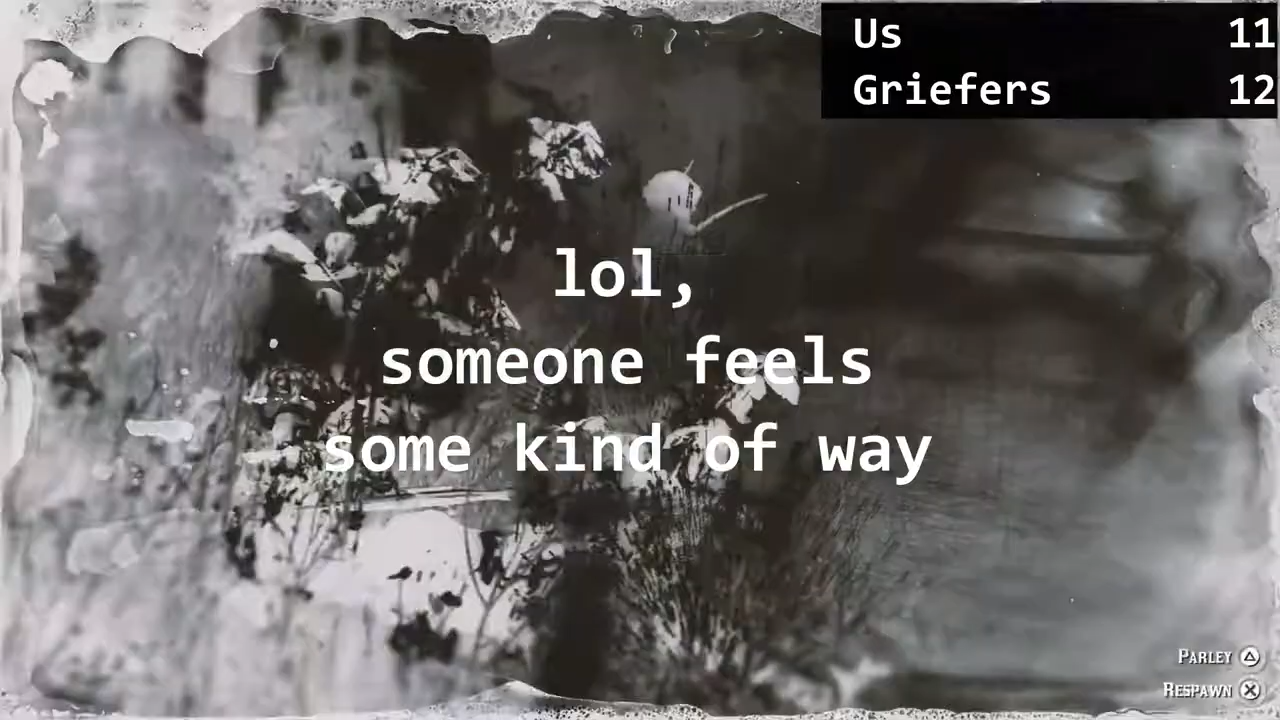 Us 11
Griefers 12
lol,
someone feels
some kind of way
PARLEY
RESPAWN